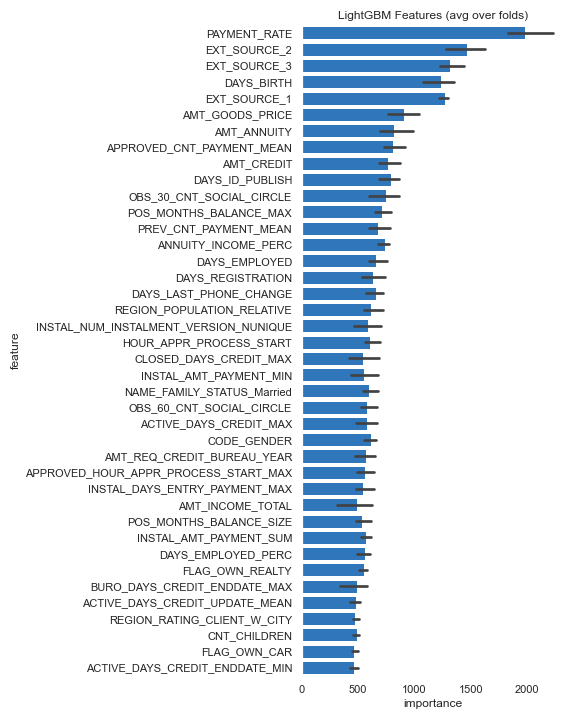 LightGBM Features (avg over folds)
PAYMENT_RATE
EXT_SOURCE_2
EXT_SOURCE_3
DAYS_BIRTH
EXT_SOURCE_1
AMT_GOODS_PRICE
AMT_ANNUITY
APPROVED_CNT_PAYMENT_MEAN
AMT_CREDIT
DAYS_ID_PUBLISH
OBS_30_CNT_SOCIAL_CIRCLE
POS_MONTHS_BALANCE_MAX
PREV_CNT_PAYMENT_MEAN
ANNUITY_INCOME_PERC
DAYS_EMPLOYED
DAYS_REGISTRATION
DAYS_LAST_PHONE_CHANGE
REGION_POPULATION_RELATIVE
INSTAL_NUM_INSTALMENT_VERSION_NUNIQUE
HOUR_APPR_PROCESS_START
CLOSED_DAYS_CREDIT_MAX
INSTAL_AMT_PAYMENT_MIN
NAME_FAMILY_STATUS_Married
OBS_60_CNT_SOCIAL_CIRCLE
ACTIVE_DAYS_CREDIT_MAX
CODE_GENDER
AMT_REQ_CREDIT_BUREAU_YEAR
APPROVED_HOUR_APPR_PROCESS_START_MAX
INSTAL_DAYS_ENTRY_PAYMENT_MAX
AMT_INCOME_TOTAL
POS_MONTHS_BALANCE_SIZE
INSTAL_AMT_PAYMENT_SUM
DAYS_EMPLOYED_PERC
FLAG_OWN_REALTY
BURO_DAYS_CREDIT_ENDDATE_MAX
ACTIVE_DAYS_CREDIT_UPDATE_MEAN
REGION_RATING_CLIENT_W_CITY
CNT_CHILDREN
FLAG_OWN_CAR
ACTIVE_DAYS_CREDIT_ENDDATE_MIN
feature
0 500 1000 1500 2000
importance